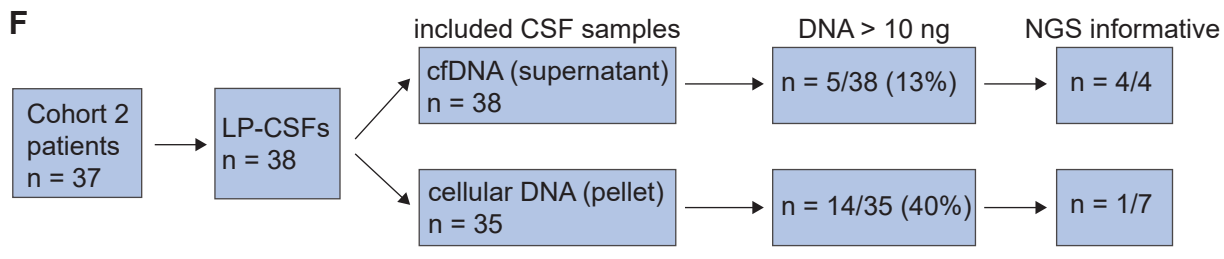 F
included CSF samples
DNA > 10 ng
NGS informative
Cohort 2
patients
n = 37
LP-CSFs
n = 38
cfDNA (supernatant)
n = 38
n = 5/38 (13%)
n = 4/4
cellular DNA (pellet)
n = 35
n = 14/35 (40%)
n = 1/7